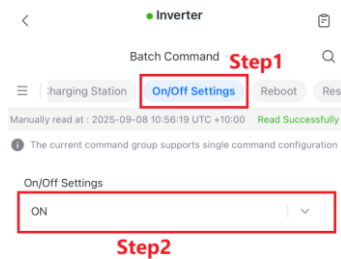 Inverter
Batch Command
Step1
Charging Station On/Off Settings Reboot Res
Manually read at : 2025-09-08 10:56:19 UTC +10:00 Read Successfully
The current command group supports single command configuration
On/Off Settings
ON
Step2